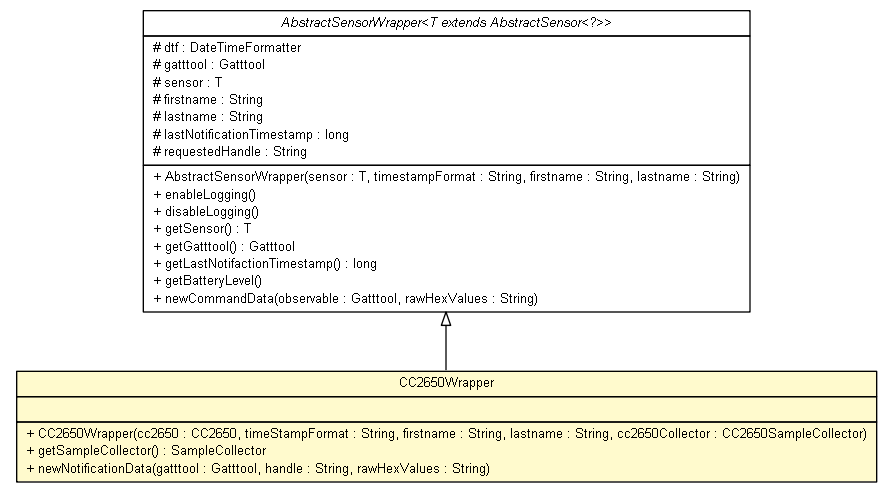 AbstractSensorWrapper<T extends AbstractSensor<?>>
# dtf : DateTimeFormatter
# gatttool : Gatttool
# sensor : T
# firstname : String
# lastname : String
# lastNotificationTimestamp : long
# requestedHandle : String
+ AbstractSensorWrapper(sensor : T, timestampFormat : String, firstname : String, lastname : String)
+ enableLogging()
+ disableLogging()
+ getSensor() : T
+ getGatttool() : Gatttool
+ getLastNotifactionTimestamp() : long
+ getBatteryLevel()
+ newCommandData(observable : Gatttool, rawHexValues : String)
CC2650Wrapper
+ CC2650Wrapper(cc2650 : CC2650, timeStampFormat : String, firstname : String, lastname : String, cc2650Collector : CC2650SampleCollector)
+ getSampleCollector() : SampleCollector
+ newNotificationData(gatttool : Gatttool, handle : String, rawHexValues : String)